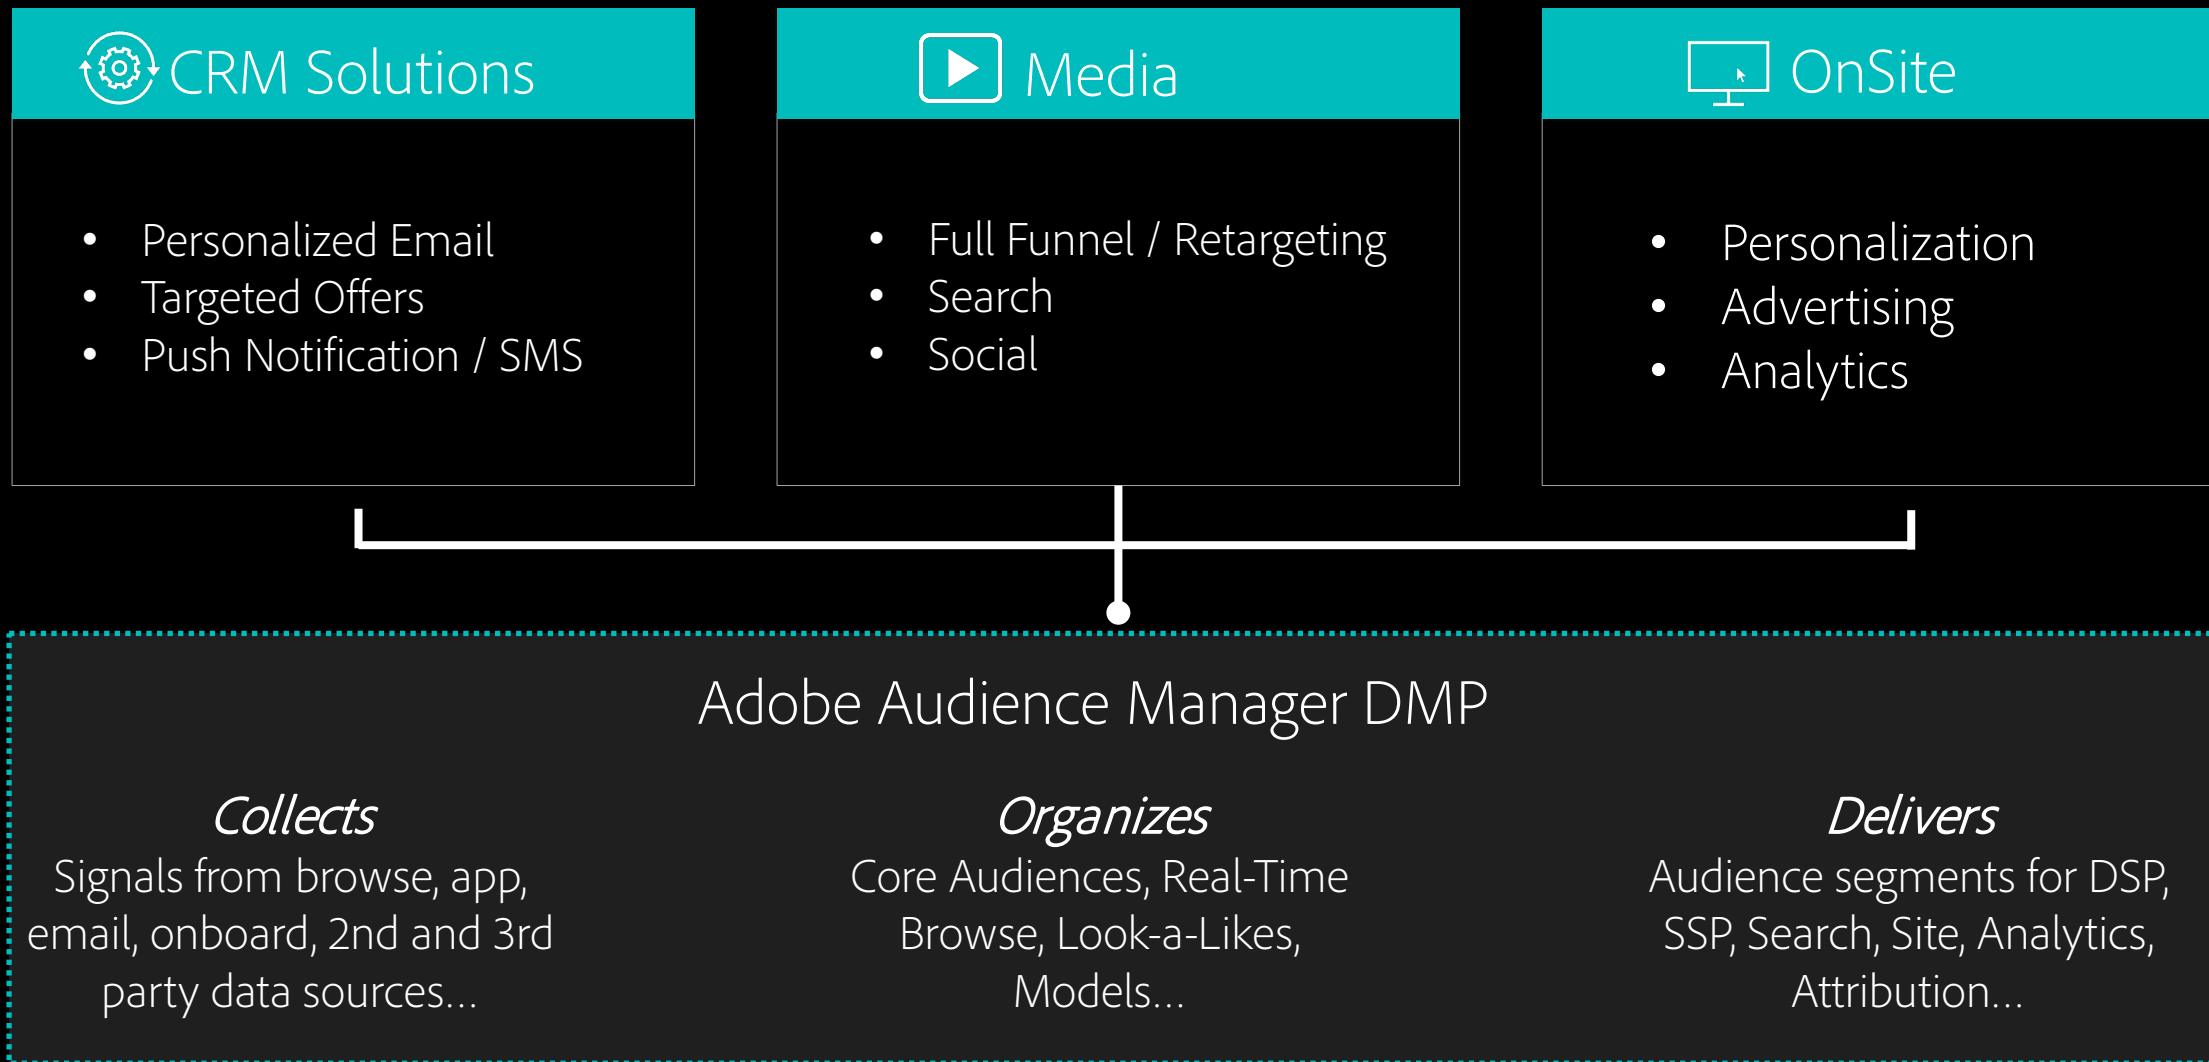 CRM Solutions
• Personalized Email
• Targeted Offers
• Push Notification / SMS
Media
• Full Funnel / Retargeting
• Search
• Social
OnSite
• Personalization
• Advertising
• Analytics
Adobe Audience Manager DMP
Collects
Signals from browse, app,
email, onboard, 2nd and 3rd
party data sources...
Organizes
Core Audiences, Real-Time
Browse, Look-a-Likes,
Models...
Delivers
Audience segments for DSP,
SSP, Search, Site, Analytics,
Attribution...